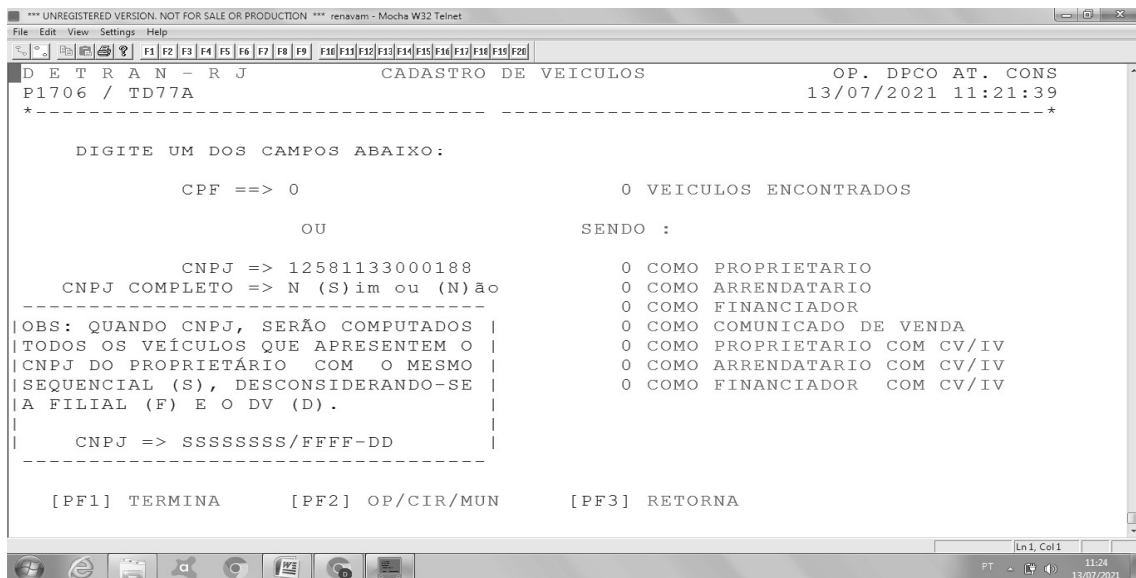 *** UNREGISTERED VERSION. NOT FOR SALE OR PRODUCTION *** renavam - Mocha W32 Telnet
File Edit View Settings Help
F1 F2 F3 F4 F5 F6 F7 F8 F9 F10 F11 F12 F13 F14 F15 F16 F17 F18 F19 F20
D E T R A N - R J CADASTRO DE VEICULOS OP. DPCO AT. CONS
P1706 / TD77A 13/07/2021 11:21:39
*---------------------------------- -----------------------------------------*
DIGITE UM DOS CAMPOS ABAIXO:
CPF ==> 0 0 VEICULOS ENCONTRADOS
OU SENDO :
CNPJ => 12581133000188 0 COMO PROPRIETARIO
CNPJ COMPLETO => N (S)im ou (N)ão 0 COMO ARRENDATARIO
----------------------------------- 0 COMO FINANCIADOR
|OBS: QUANDO CNPJ, SERÃO COMPUTADOS | 0 COMO COMUNICADO DE VENDA
|TODOS OS VEÍCULOS QUE APRESENTEM O | 0 COMO PROPRIETARIO COM CV/IV
|CNPJ DO PROPRIETÁRIO COM O MESMO | 0 COMO ARRENDATARIO COM CV/IV
|SEQUENCIAL (S), DESCONSIDERANDO-SE | 0 COMO FINANCIADOR COM CV/IV
|A FILIAL (F) E O DV (D). |
| |
| CNPJ => SSSSSSSS/FFFF-DD |
-----------------------------------
[PF1] TERMINA [PF2] OP/CIR/MUN [PF3] RETORNA
Ln 1, Col 1
PT 11:24
13/07/2021